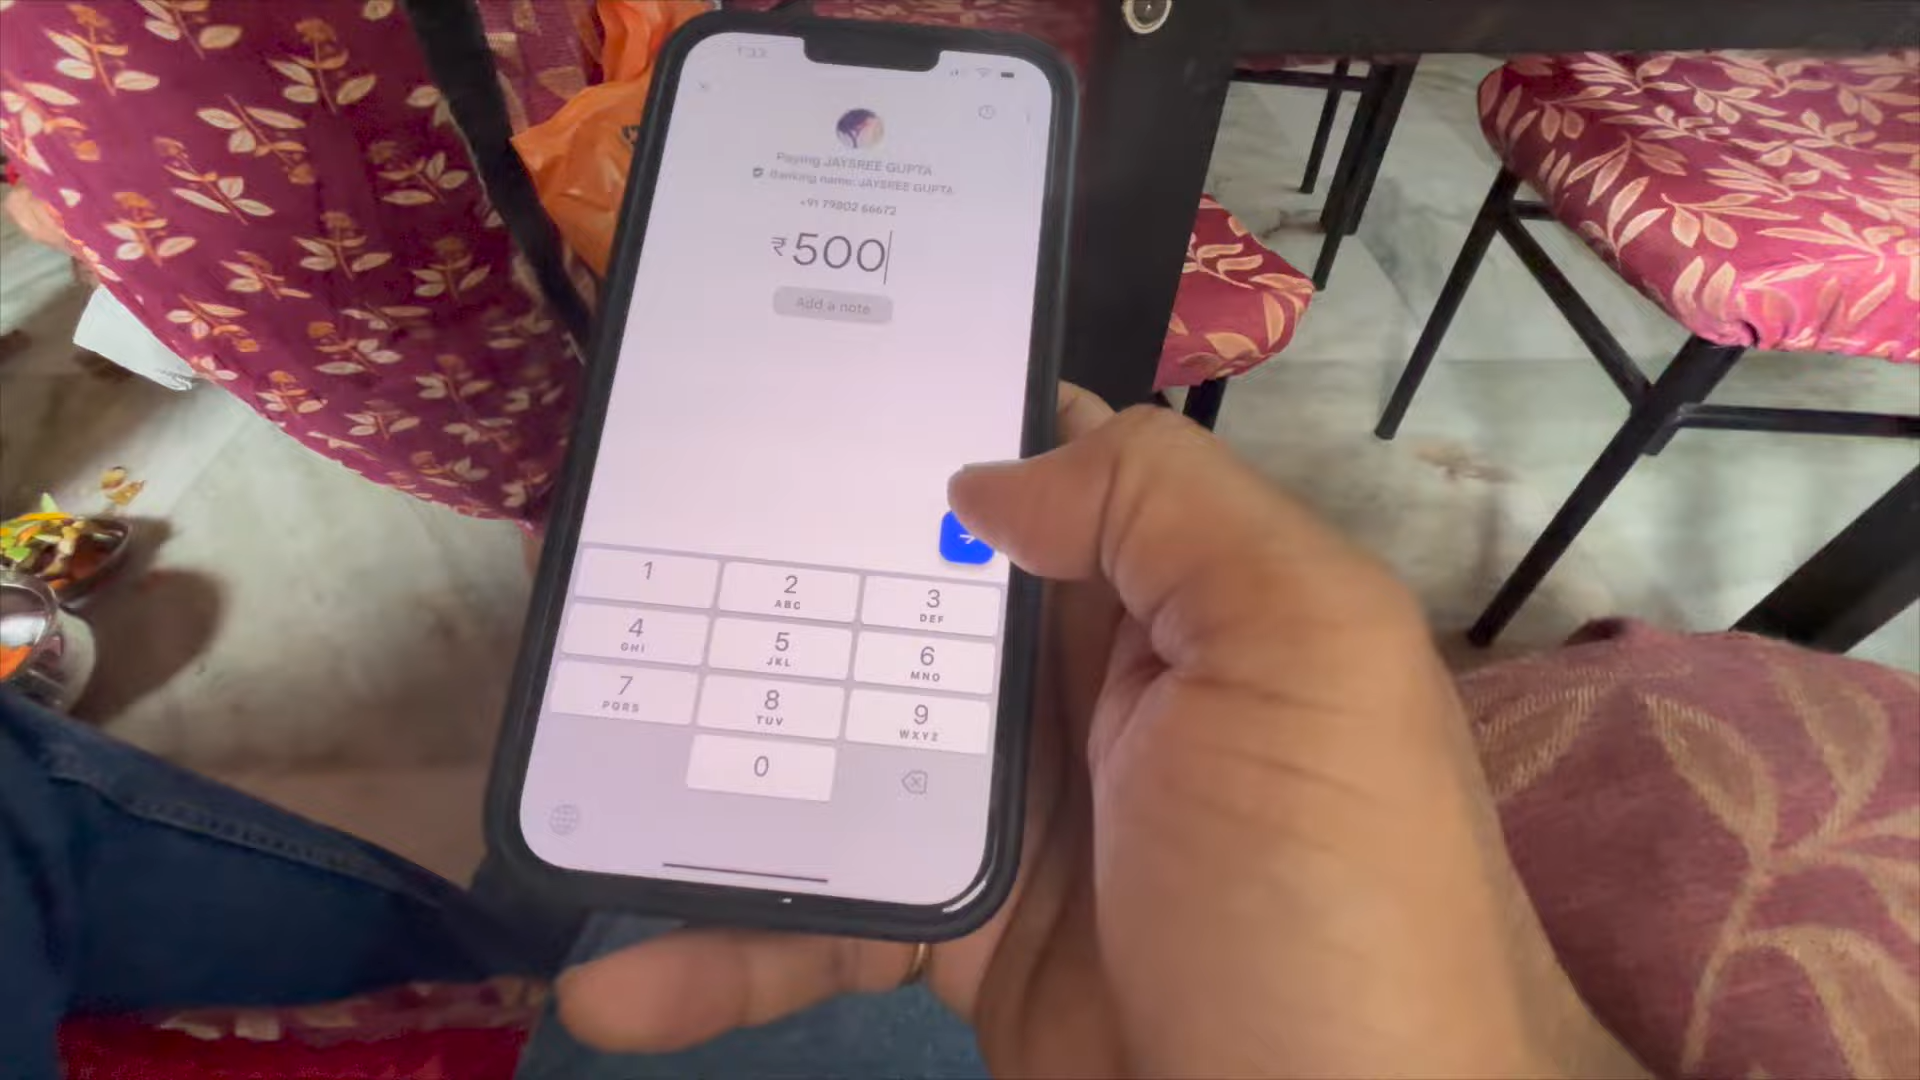 Paying JAYSREE GUPTA
Banking name: JAYSREE GUPTA
+91 79802 66672
₹500
Add a note
1
2
ABC
3
DEF
4
GHI
5
JKL
6
MNO
7
PQRS
8
TUV
9
WXYZ
0